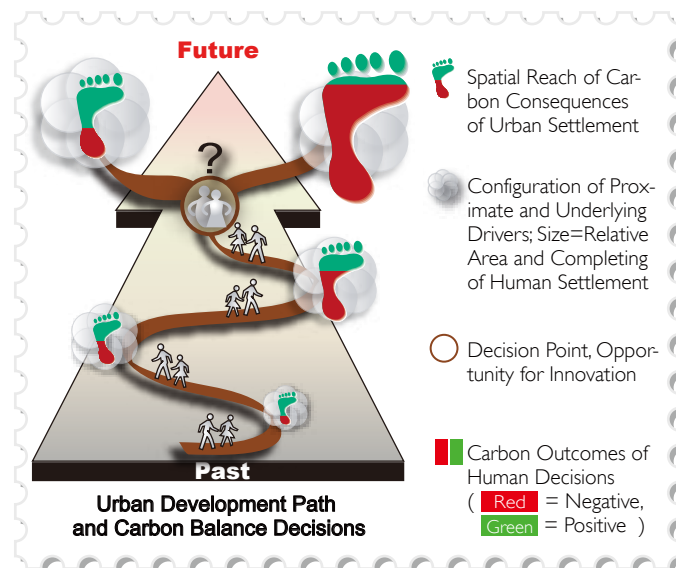 Future
?
Past
Urban Development Path
and Carbon Balance Decisions
Spatial Reach of Car-
bon Consequences
of Urban Settlement
Configuration of Prox-
imate and Underlying
Drivers; Size=Relative
Area and Completing
of Human Settlement
Decision Point, Oppor-
tunity for Innovation
Carbon Outcomes of
Human Decisions
( Red = Negative,
Green = Positive )